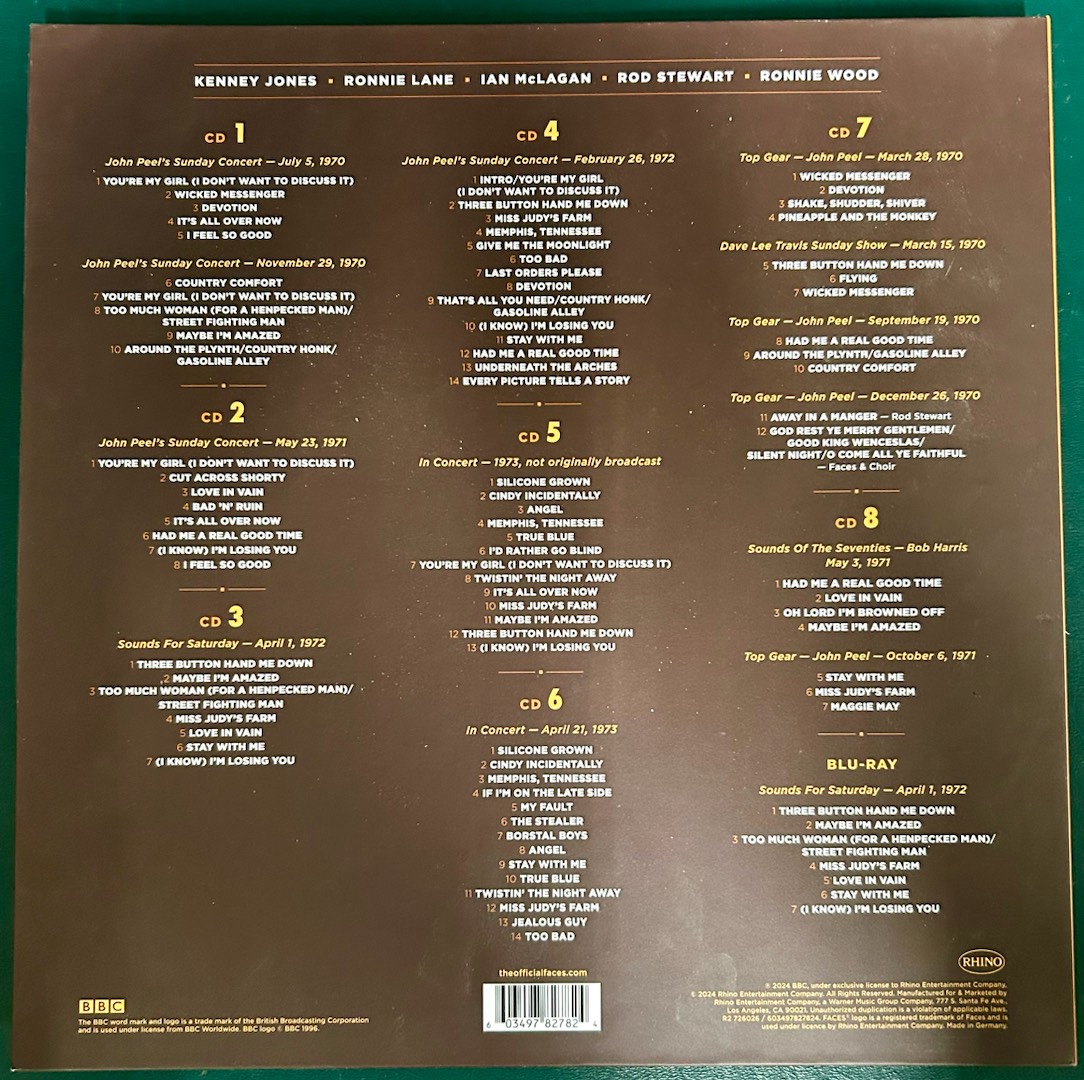 KENNEY JONES ▪ RONNIE LANE ▪ IAN McLAGAN ▪ ROD STEWART ▪ RONNIE WOOD
CD 1
John Peel's Sunday Concert — July 5, 1970
1 YOU'RE MY GIRL (I DON'T WANT TO DISCUSS IT)
2 WICKED MESSENGER
3 DEVOTION
4 IT'S ALL OVER NOW
5 I FEEL SO GOOD
John Peel's Sunday Concert — November 29, 1970
6 COUNTRY COMFORT
7 YOU'RE MY GIRL (I DON'T WANT TO DISCUSS IT)
8 TOO MUCH WOMAN (FOR A HENPECKED MAN)/
STREET FIGHTING MAN
9 MAYBE I'M AMAZED
10 AROUND THE PLYNTH/COUNTRY HONK/
GASOLINE ALLEY
CD 2
John Peel's Sunday Concert — May 23, 1971
1 YOU'RE MY GIRL (I DON'T WANT TO DISCUSS IT)
2 CUT ACROSS SHORTY
3 LOVE IN VAIN
4 BAD 'N' RUIN
5 IT'S ALL OVER NOW
6 HAD ME A REAL GOOD TIME
7 (I KNOW) I'M LOSING YOU
8 I FEEL SO GOOD
CD 3
Sounds For Saturday — April 1, 1972
1 THREE BUTTON HAND ME DOWN
2 MAYBE I'M AMAZED
3 TOO MUCH WOMAN (FOR A HENPECKED MAN)/
STREET FIGHTING MAN
4 MISS JUDY'S FARM
5 LOVE IN VAIN
6 STAY WITH ME
7 (I KNOW) I'M LOSING YOU
CD 4
John Peel's Sunday Concert — February 26, 1972
1 INTRO/YOU'RE MY GIRL
(I DON'T WANT TO DISCUSS IT)
2 THREE BUTTON HAND ME DOWN
3 MISS JUDY'S FARM
4 MEMPHIS, TENNESSEE
5 GIVE ME THE MOONLIGHT
6 TOO BAD
7 LAST ORDERS PLEASE
8 DEVOTION
9 THAT'S ALL YOU NEED/COUNTRY HONK/
GASOLINE ALLEY
10 (I KNOW) I'M LOSING YOU
11 STAY WITH ME
12 HAD ME A REAL GOOD TIME
13 UNDERNEATH THE ARCHES
14 EVERY PICTURE TELLS A STORY
CD 5
In Concert — 1973, not originally broadcast
1 SILICONE GROWN
2 CINDY INCIDENTALLY
3 ANGEL
4 MEMPHIS, TENNESSEE
5 TRUE BLUE
6 I'D RATHER GO BLIND
7 YOU'RE MY GIRL (I DON'T WANT TO DISCUSS IT)
8 TWISTIN' THE NIGHT AWAY
9 IT'S ALL OVER NOW
10 MISS JUDY'S FARM
11 MAYBE I'M AMAZED
12 THREE BUTTON HAND ME DOWN
13 (I KNOW) I'M LOSING YOU
CD 6
In Concert — April 21, 1973
1 SILICONE GROWN
2 CINDY INCIDENTALLY
3 MEMPHIS, TENNESSEE
4 IF I'M ON THE LATE SIDE
5 MY FAULT
6 THE STEALER
7 BORSTAL BOYS
8 ANGEL
9 STAY WITH ME
10 TRUE BLUE
11 TWISTIN' THE NIGHT AWAY
12 MISS JUDY'S FARM
13 JEALOUS GUY
14 TOO BAD
CD 7
Top Gear — John Peel — March 28, 1970
1 WICKED MESSENGER
2 DEVOTION
3 SHAKE, SHUDDER, SHIVER
4 PINEAPPLE AND THE MONKEY
Dave Lee Travis Sunday Show — March 15, 1970
5 THREE BUTTON HAND ME DOWN
6 FLYING
7 WICKED MESSENGER
Top Gear — John Peel — September 19, 1970
8 HAD ME A REAL GOOD TIME
9 AROUND THE PLYNTH/GASOLINE ALLEY
10 COUNTRY COMFORT
Top Gear — John Peel — December 26, 1970
11 AWAY IN A MANGER — Rod Stewart
12 GOD REST YE MERRY GENTLEMEN/
GOOD KING WENCESLAS/
SILENT NIGHT/O COME ALL YE FAITHFUL
— Faces & Choir
CD 8
Sounds Of The Seventies — Bob Harris
May 3, 1971
1 HAD ME A REAL GOOD TIME
2 LOVE IN VAIN
3 OH LORD I'M BROWNED OFF
4 MAYBE I'M AMAZED
Top Gear — John Peel — October 6, 1971
5 STAY WITH ME
6 MISS JUDY'S FARM
7 MAGGIE MAY
BLU-RAY
Sounds For Saturday — April 1, 1972
1 THREE BUTTON HAND ME DOWN
2 MAYBE I'M AMAZED
3 TOO MUCH WOMAN (FOR A HENPECKED MAN)/
STREET FIGHTING MAN
4 MISS JUDY'S FARM
5 LOVE IN VAIN
6 STAY WITH ME
7 (I KNOW) I'M LOSING YOU
BBC
The BBC word mark and logo is a trade mark of the British Broadcasting Corporation
and is used under license from BBC Worldwide. BBC logo © BBC 1996.
theofficialfaces.com
6 03497 82782 4
RHINO
℗ 2024 BBC, under exclusive license to Rhino Entertainment Company,
© 2024 Rhino Entertainment Company. All Rights Reserved. Manufactured for & Marketed by
Rhino Entertainment Company, a Warner Music Group Company, 777 S. Santa Fe Ave.,
Los Angeles, CA 90021. Unauthorized duplication is a violation of applicable laws.
R2 726026 / 603497827824. FACES® logo is a registered trademark of Faces and is
used under licence by Rhino Entertainment Company. Made in Germany.